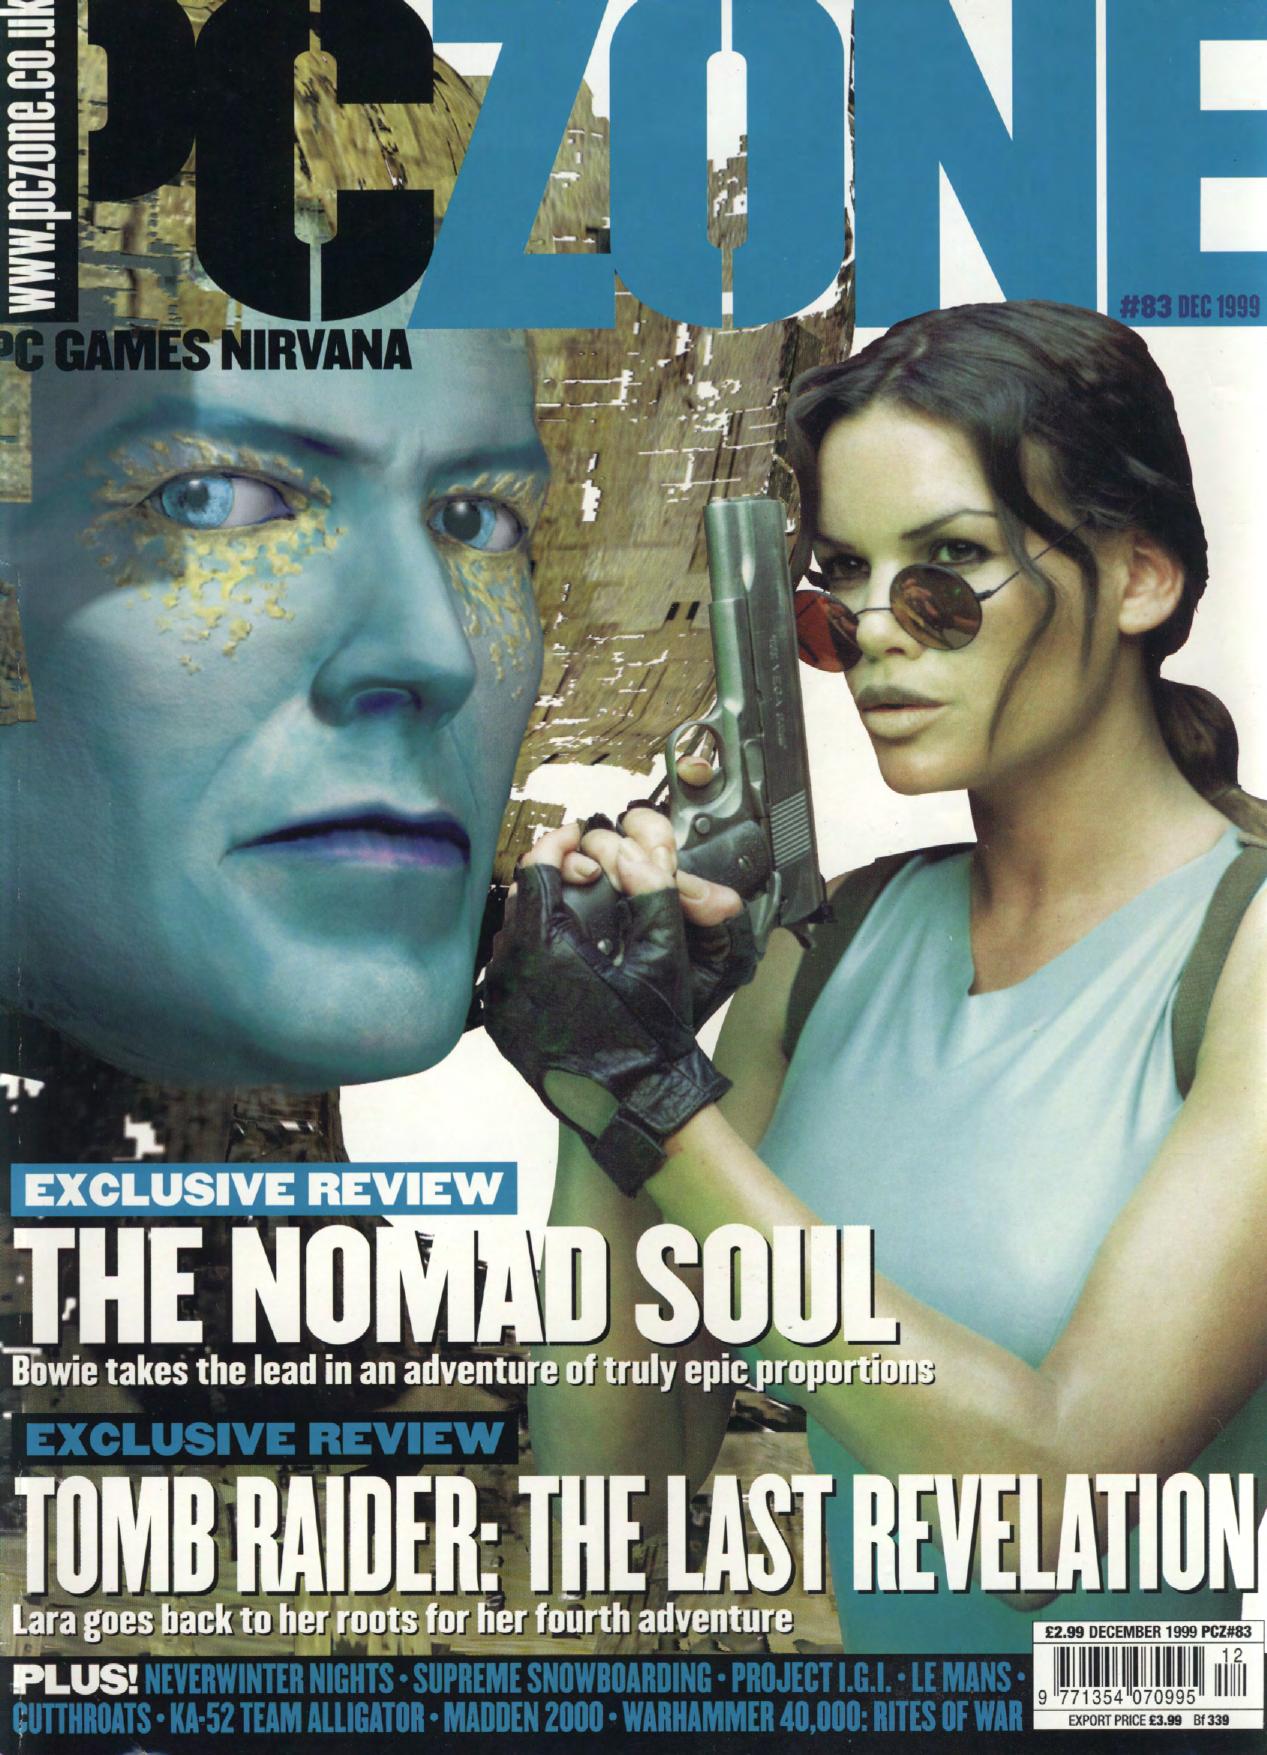 www.pczone.co.uk
PCZONE
#83 DEC 1999
PC GAMES NIRVANA
EXCLUSIVE REVIEW
THE NOMAD SOUL
Bowie takes the lead in an adventure of truly epic proportions
EXCLUSIVE REVIEW
TOMB RAIDER: THE LAST REVELATION
Lara goes back to her roots for her fourth adventure
PLUS! NEVERWINTER NIGHTS • SUPREME SNOWBOARDING • PROJECT I.G.I. • LE MANS •
CUTTHROATS • KA-52 TEAM ALLIGATOR • MADDEN 2000 • WARHAMMER 40,000: RITES OF WAR
£2.99 DECEMBER 1999 PCZ#83
12
9 771354 070995
EXPORT PRICE £3.99 Bf 339